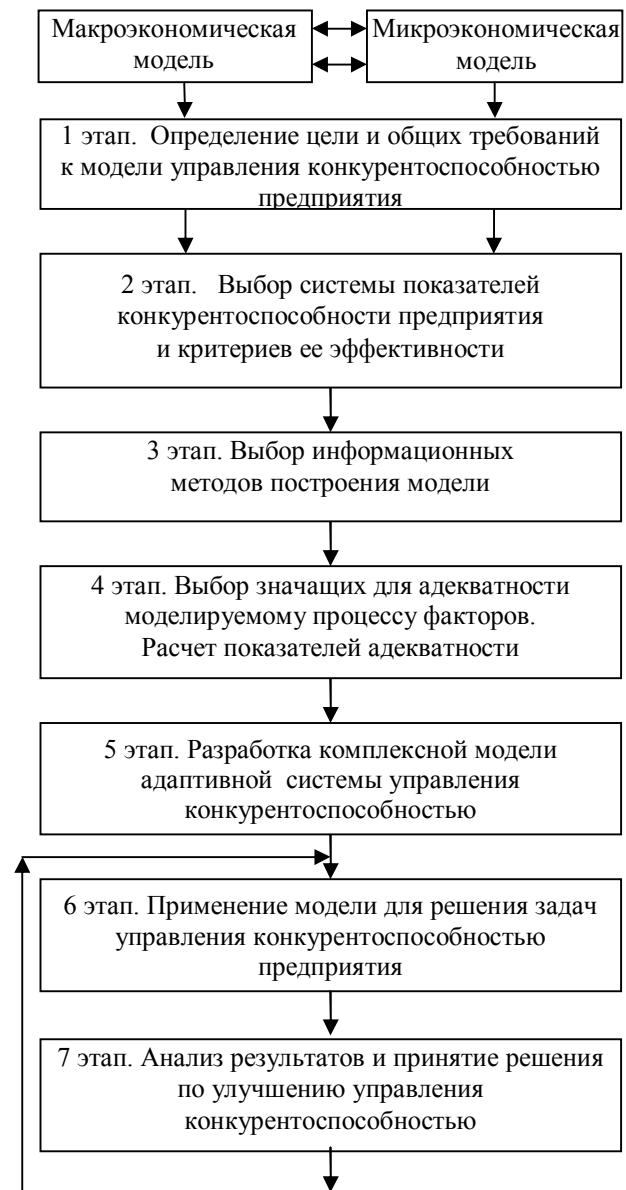 Макроэкономическая
модель
Микроэкономическая
модель
1 этап. Определение цели и общих требований
к модели управления конкурентоспособностью
предприятия
2 этап. Выбор системы показателей
конкурентоспособности предприятия
и критериев ее эффективности
3 этап. Выбор информационных
методов построения модели
4 этап. Выбор значащих для адекватности
моделируемому процессу факторов.
Расчет показателей адекватности
5 этап. Разработка комплексной модели
адаптивной системы управления
конкурентоспособностью
6 этап. Применение модели для решения задач
управления конкурентоспособностью
предприятия
7 этап. Анализ результатов и принятие решения
по улучшению управления
конкурентоспособностью